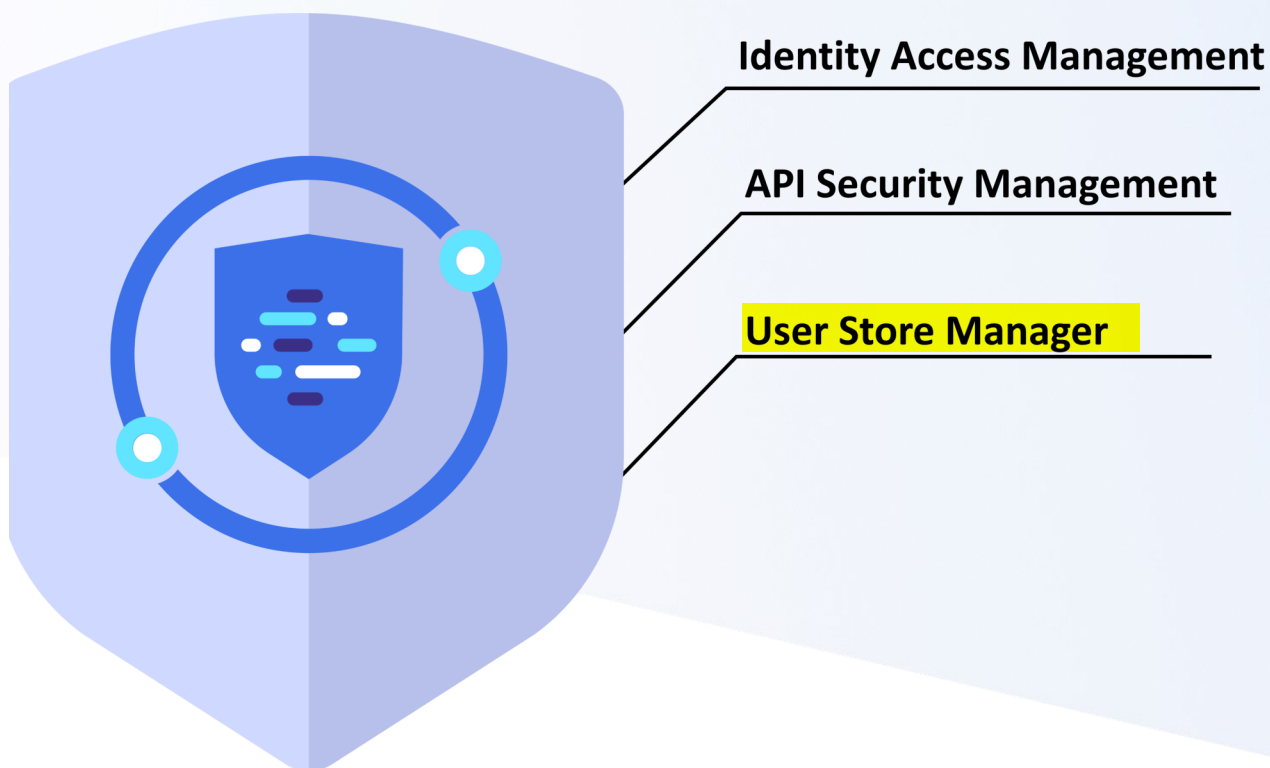 Identity Access Management
API Security Management
User Store Manager